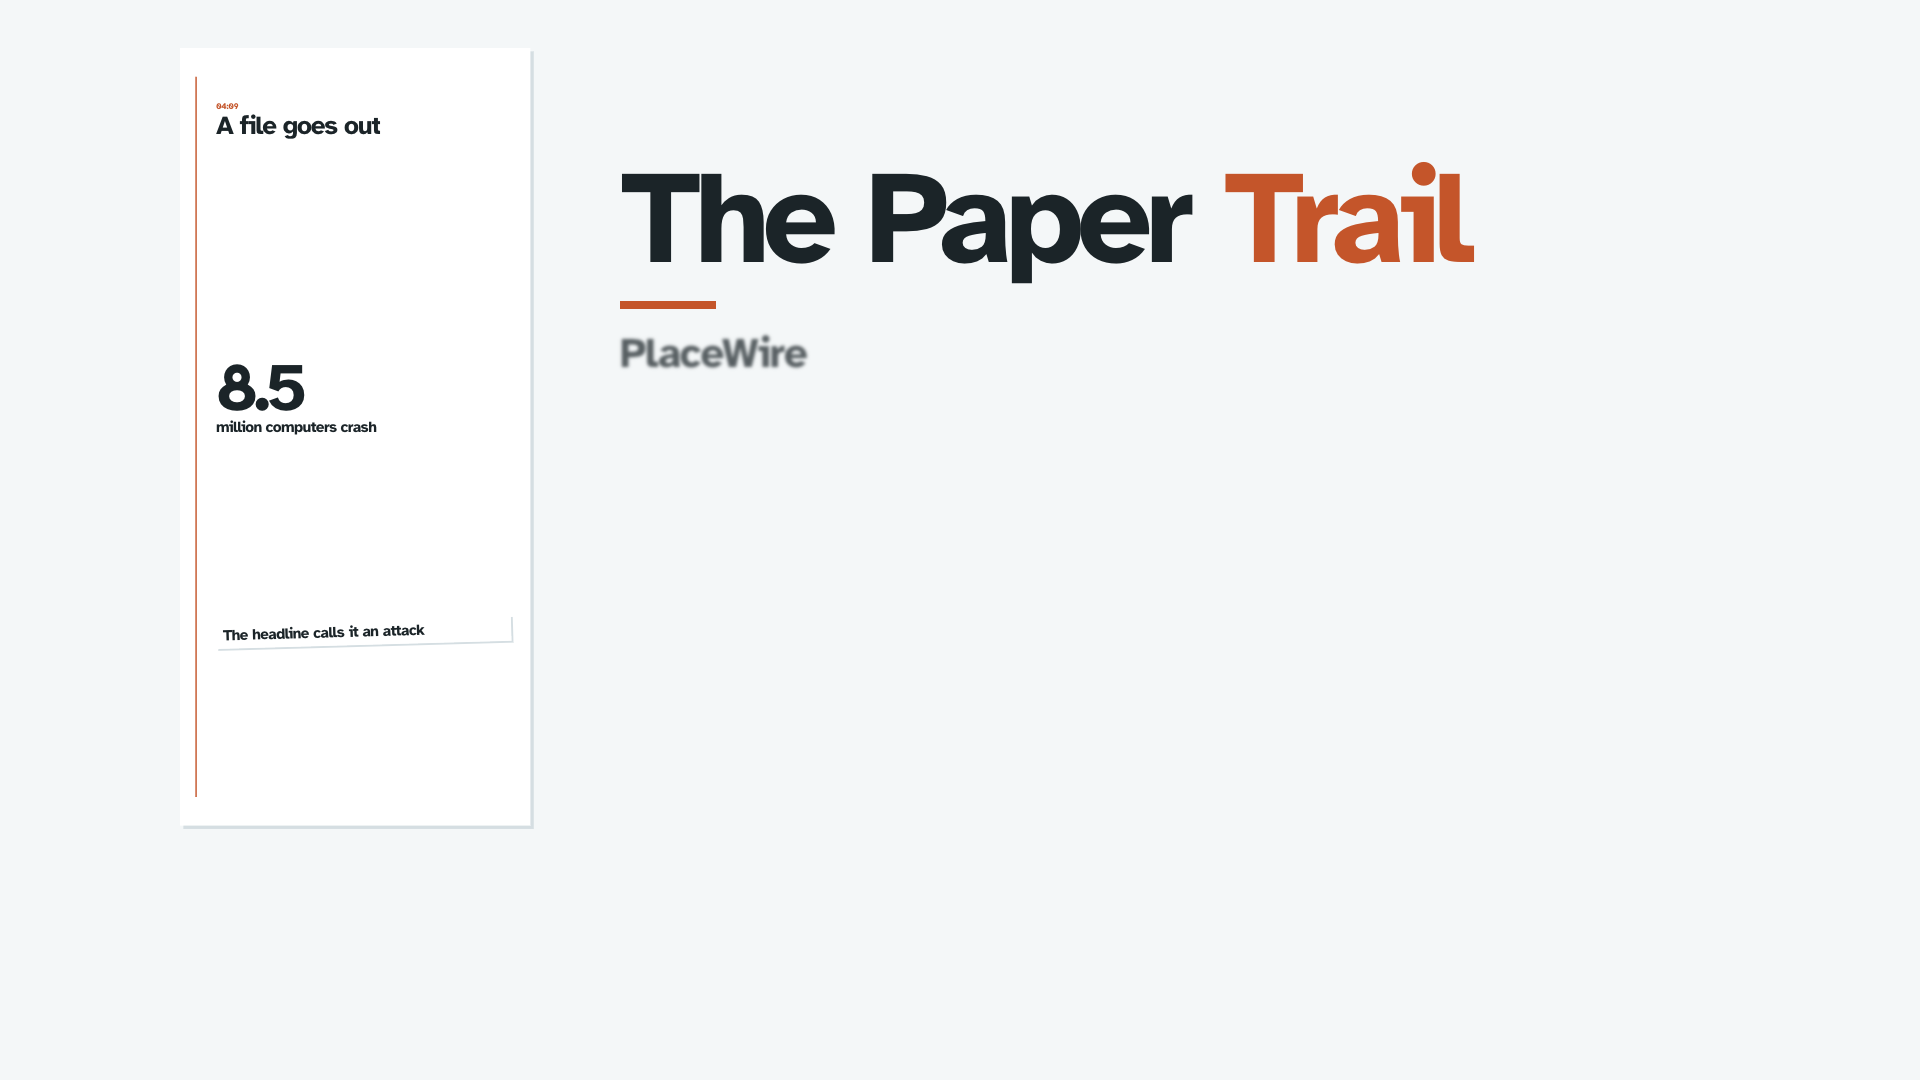 04:09
A file goes out
8.5
million computers crash
The headline calls it an attack
The Paper Trail
PlaceWire